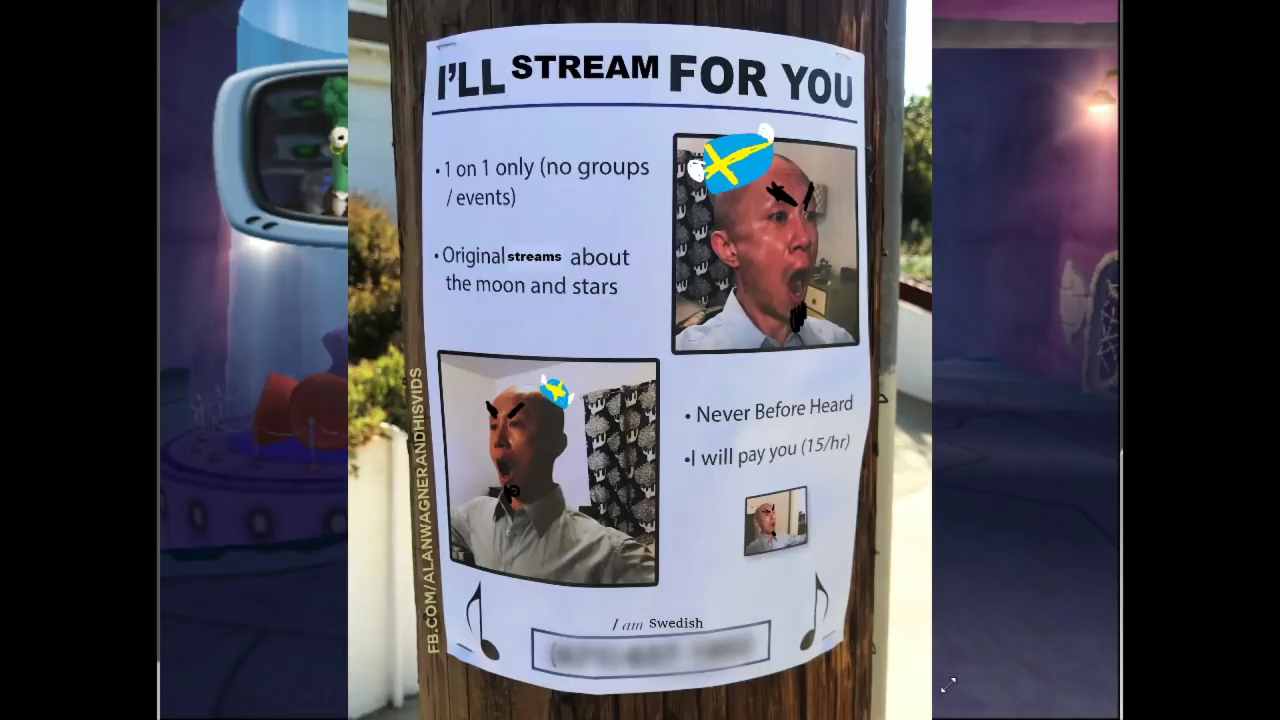 I'LL STREAM FOR YOU
• 1 on 1 only (no groups
/ events)
• Original streams about
the moon and stars
• Never Before Heard
•I will pay you (15/hr)
I am Swedish
FB.COM/ALANWAGNERANDHISVIDS